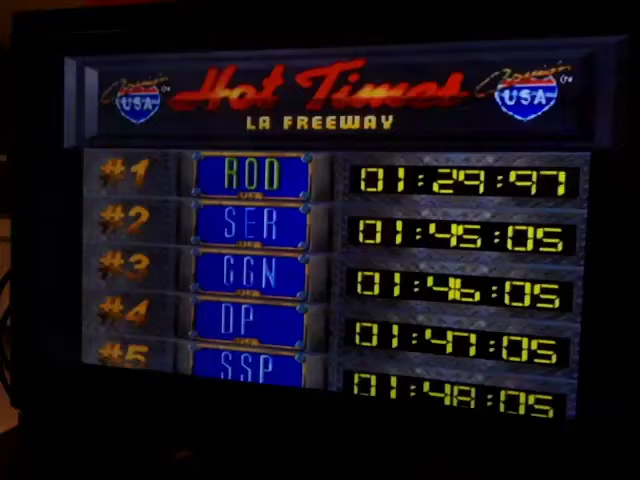 Cruis'n USA Hot Times Cruis'n USA
LA FREEWAY
#1 ROD 01:29:97
#2 SER 01:45:05
#3 GGN 01:46:05
#4 DP 01:47:05
#5 SSP 01:48:05